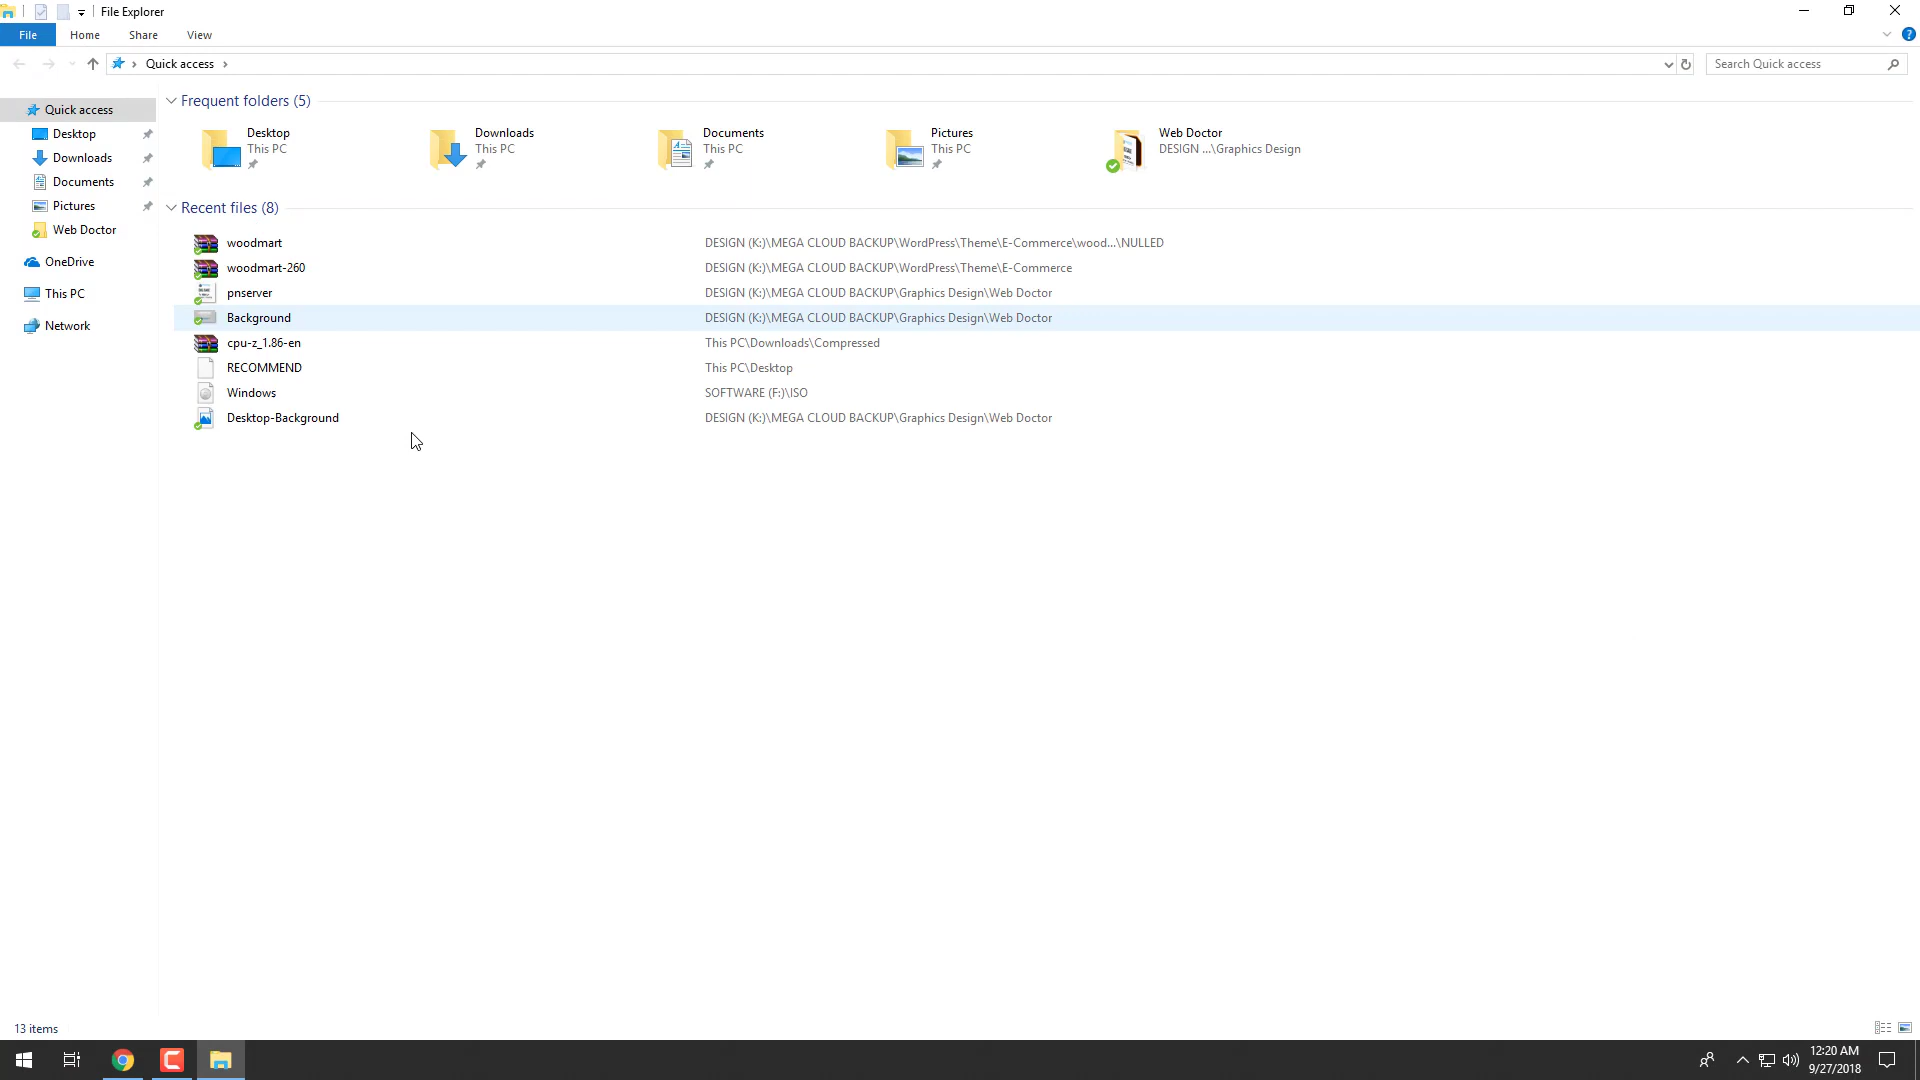 File Explorer
File Home Share View
Quick access
Search Quick access
Quick access
Desktop
Downloads
Documents
Pictures
Web Doctor
OneDrive
This PC
Network
Frequent folders (5)
Desktop
This PC
Downloads
This PC
Documents
This PC
Pictures
This PC
Web Doctor
DESIGN ...\Graphics Design
Recent files (8)
woodmart DESIGN (K:)\MEGA CLOUD BACKUP\WordPress\Theme\E-Commerce\wood...\NULLED
woodmart-260 DESIGN (K:)\MEGA CLOUD BACKUP\WordPress\Theme\E-Commerce
pnserver DESIGN (K:)\MEGA CLOUD BACKUP\Graphics Design\Web Doctor
Background DESIGN (K:)\MEGA CLOUD BACKUP\Graphics Design\Web Doctor
cpu-z_1.86-en This PC\Downloads\Compressed
RECOMMEND This PC\Desktop
Windows SOFTWARE (F:)\ISO
Desktop-Background DESIGN (K:)\MEGA CLOUD BACKUP\Graphics Design\Web Doctor
13 items
12:20 AM
9/27/2018